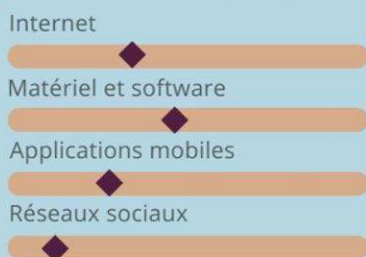 Internet
Matériel et software
Applications mobiles
Réseaux sociaux